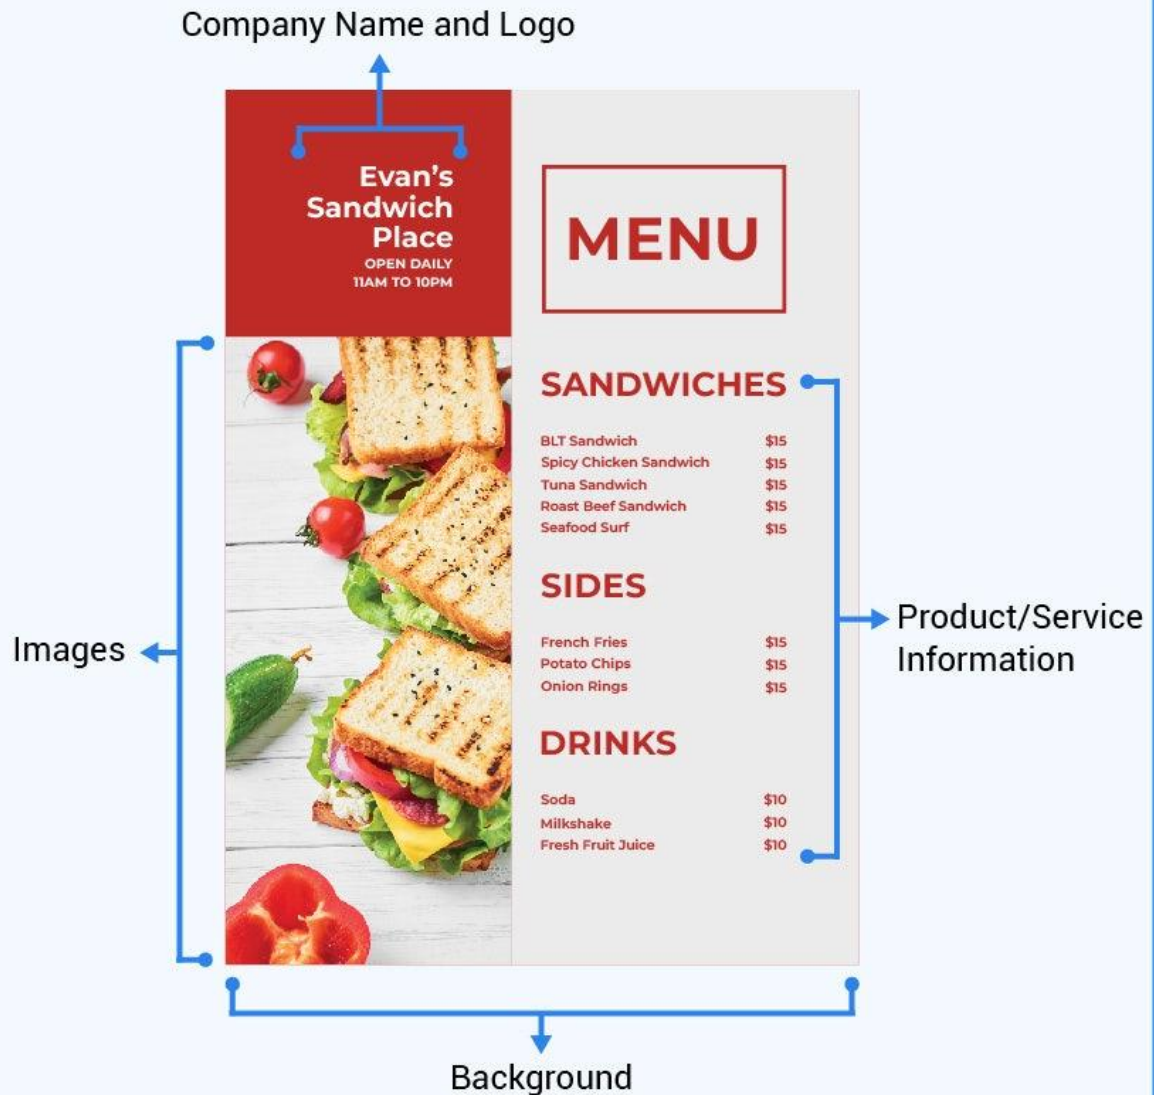 Company Name and Logo
Evan's
Sandwich
Place
OPEN DAILY
11AM TO 10PM
MENU
SANDWICHES
BLT Sandwich $15
Spicy Chicken Sandwich $15
Tuna Sandwich $15
Roast Beef Sandwich $15
Seafood Surf $15
SIDES
French Fries $15
Potato Chips $15
Onion Rings $15
DRINKS
Soda $10
Milkshake $10
Fresh Fruit Juice $10
Images
Product/Service
Information
Background